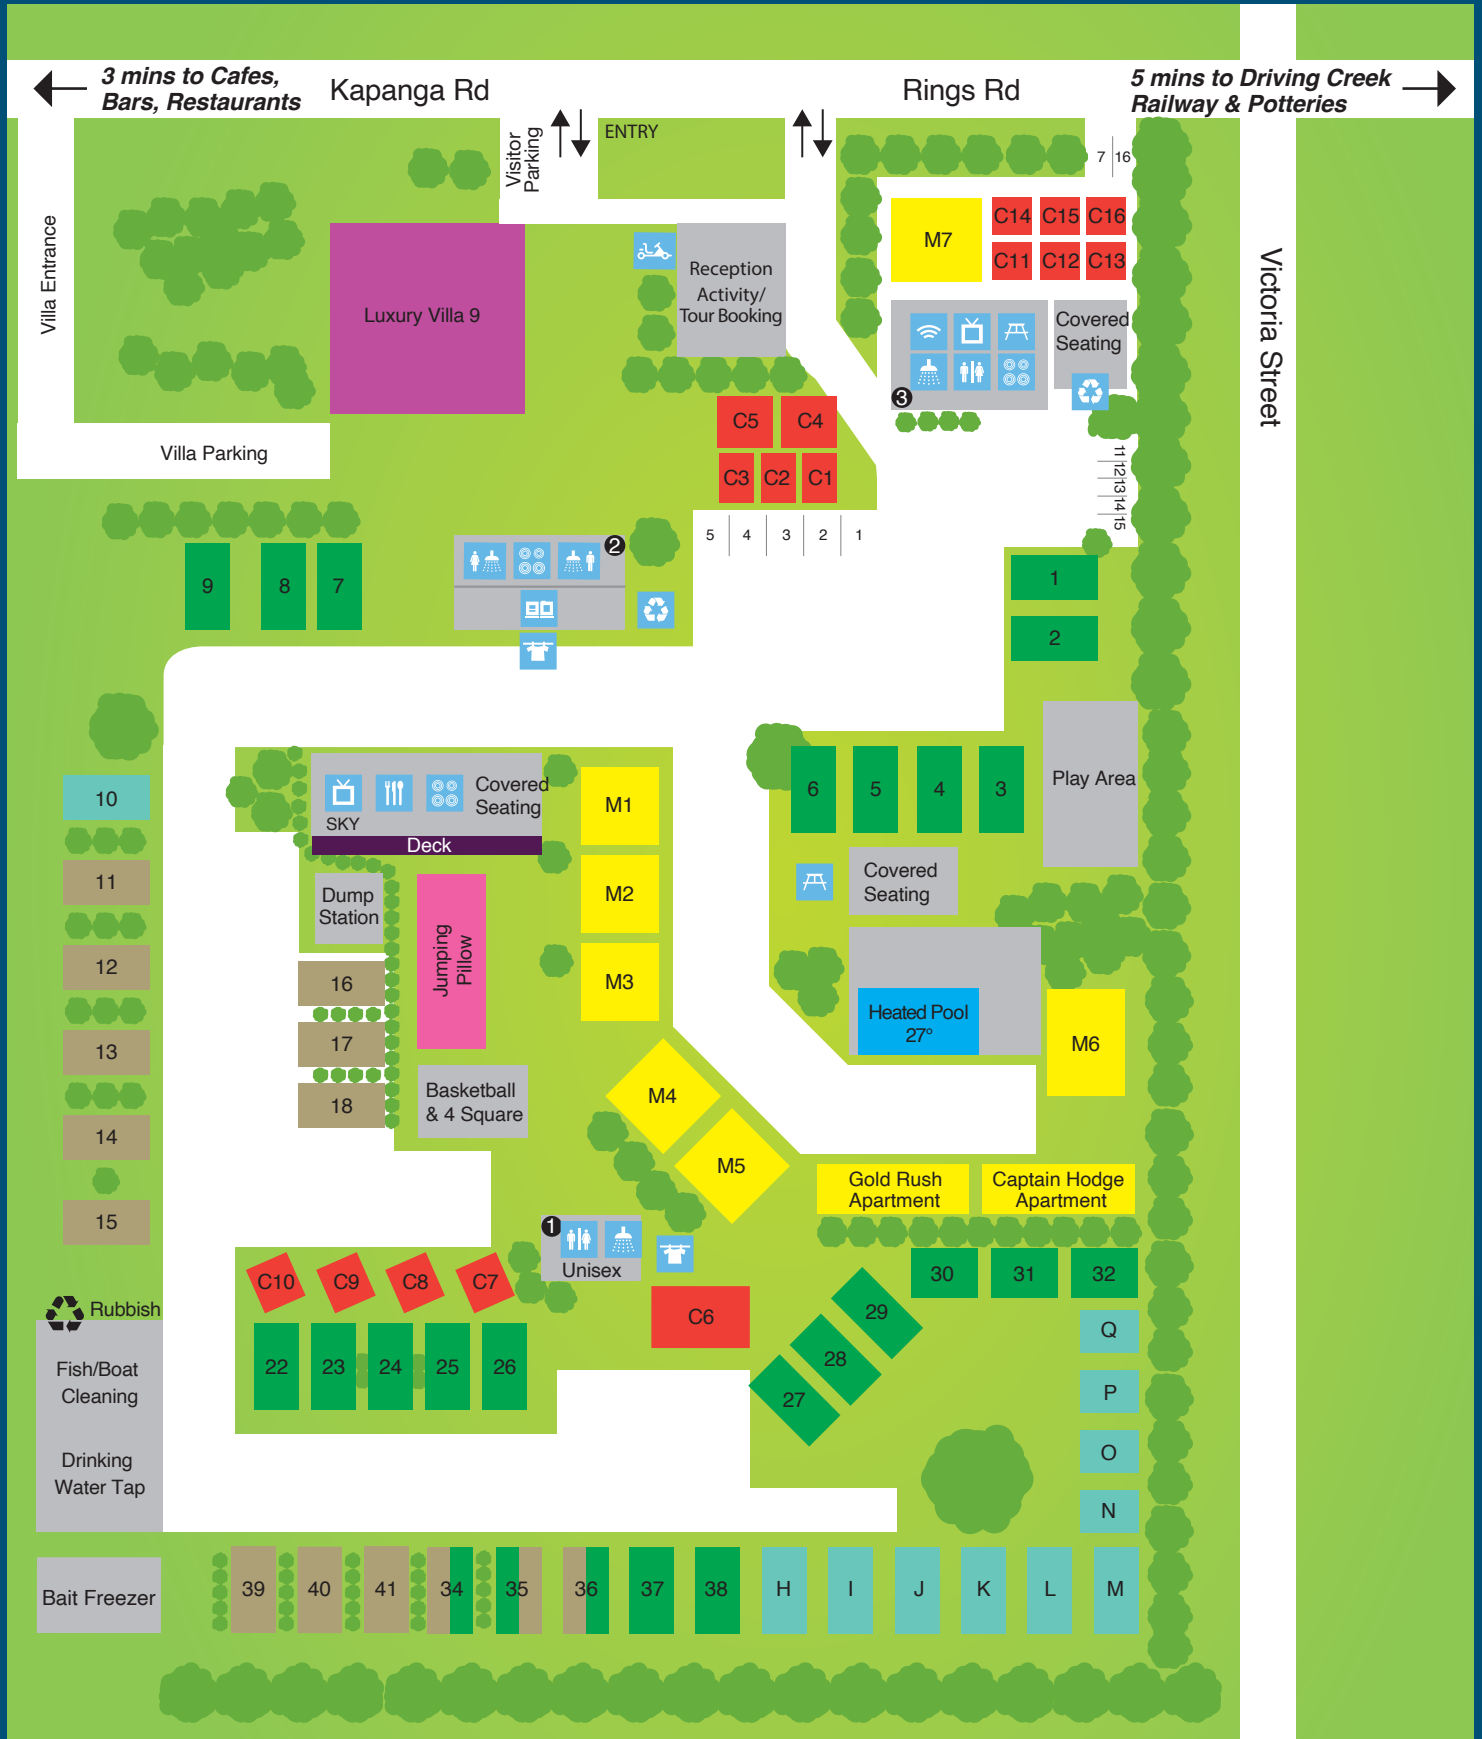 3 mins to Cafes,
Bars, Restaurants
Kapanga Rd
Rings Rd
5 mins to Driving Creek
Railway & Potteries
Visitor
Parking
ENTRY
7 16
Villa Entrance
Victoria Street
M7
C14 C15 C16
C11 C12 C13
Luxury Villa 9
Reception
Activity/
Tour Booking
Covered
Seating
3
Villa Parking
C5 C4
C3 C2 C1
11
12
13
14
15
5 4 3 2 1
2
9 8 7
1
2
10
11
12
13
14
15
SKY
Covered
Seating
Deck
M1
M2
M3
M4
M5
6 5 4 3
Play Area
Covered
Seating
Dump
Station
Jumping
Pillow
16
17
18
Basketball
& 4 Square
Heated Pool
27°
M6
Gold Rush
Apartment
Captain Hodge
Apartment
1
Unisex
C10 C9 C8 C7
C6
30 31 32
29
28
27
22 23 24 25 26
Q
P
O
N
Rubbish
Fish/Boat
Cleaning
Drinking
Water Tap
Bait Freezer
39 40 41 34 35 36 37 38 H I J K L M